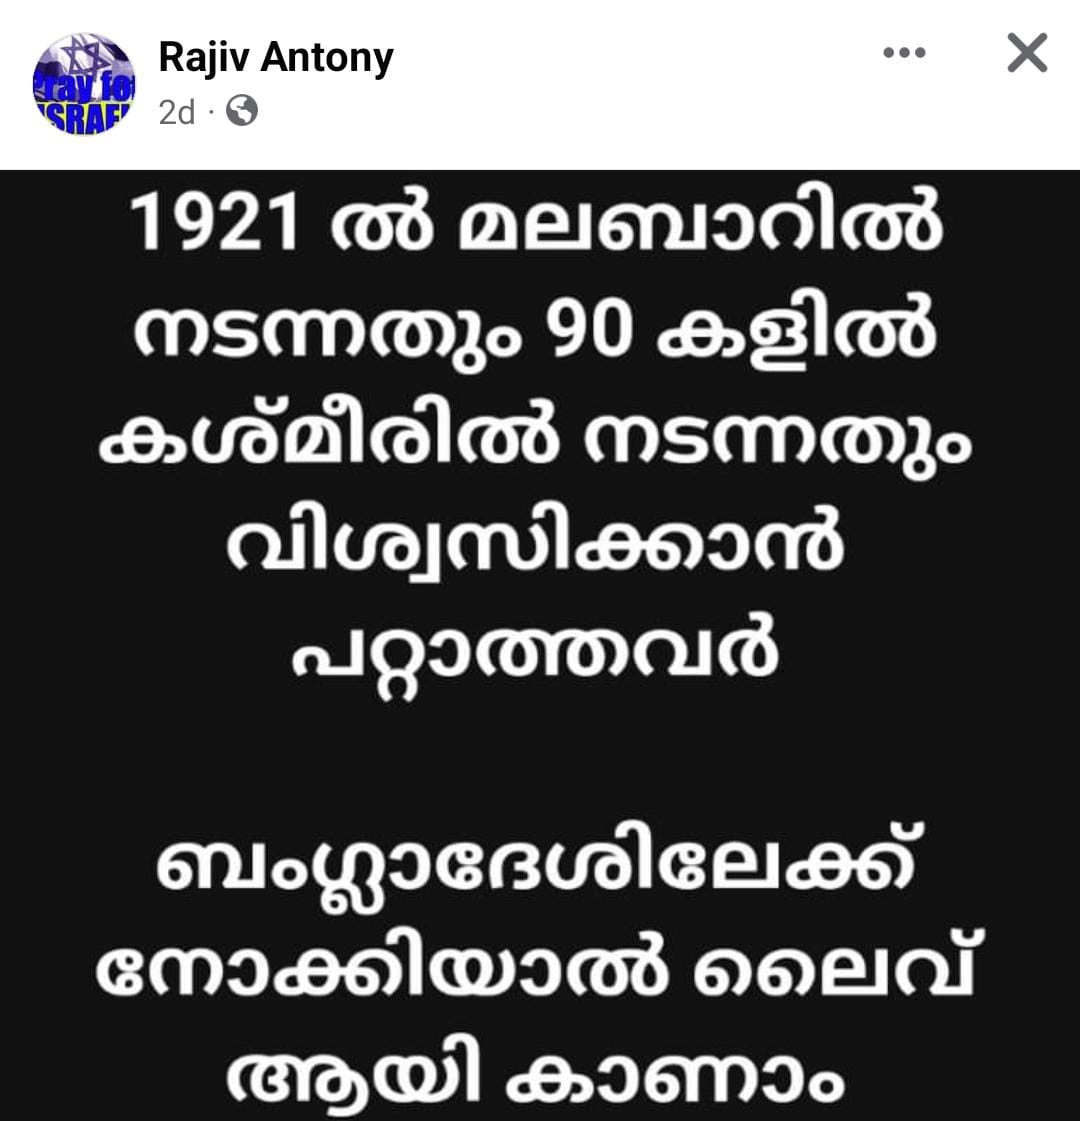 Pray for
ISRAEL
Rajiv Antony
2d ·
1921 ൽ മലബാറിൽ
നടന്നതും 90 കളിൽ
കശ്മീരിൽ നടന്നതും
വിശ്വസിക്കാൻ
പറ്റാത്തവർ
ബംഗ്ലാദേശിലേക്ക്
നോക്കിയാൽ ലൈവ്
ആയി കാണാം